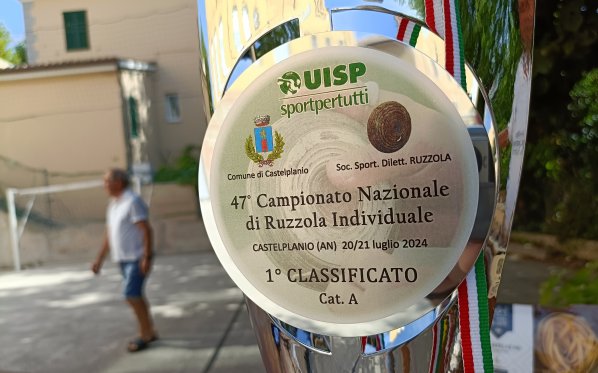 UISP
sportpertutti
Comune di Castelplanio
Soc. Sport. Dilett. RUZZOLA
47° Campionato Nazionale
di Ruzzola Individuale
CASTELPLANIO (AN) 20/21 luglio 2024
1° CLASSIFICATO
Cat. A